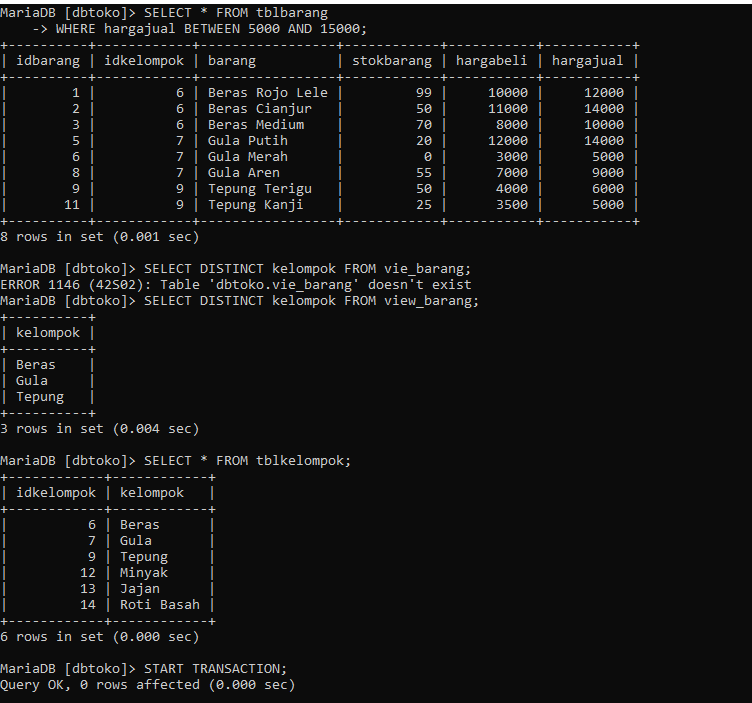 MariaDB [dbtoko]> SELECT * FROM tblbarang
    -> WHERE hargajual BETWEEN 5000 AND 15000;
+----------+------------+-----------------+------------+-----------+-----------+
| idbarang | idkelompok | barang          | stokbarang | hargabeli | hargajual |
+----------+------------+-----------------+------------+-----------+-----------+
|        1 |          6 | Beras Rojo Lele |         99 |     10000 |     12000 |
|        2 |          6 | Beras Cianjur   |         50 |     11000 |     14000 |
|        3 |          6 | Beras Medium    |         70 |      8000 |     10000 |
|        5 |          7 | Gula Putih      |         20 |     12000 |     14000 |
|        6 |          7 | Gula Merah      |          0 |      3000 |      5000 |
|        8 |          7 | Gula Aren       |         55 |      7000 |      9000 |
|        9 |          9 | Tepung Terigu   |         50 |      4000 |      6000 |
|       11 |          9 | Tepung Kanji    |         25 |      3500 |      5000 |
+----------+------------+-----------------+------------+-----------+-----------+
8 rows in set (0.001 sec)

MariaDB [dbtoko]> SELECT DISTINCT kelompok FROM vie_barang;
ERROR 1146 (42S02): Table 'dbtoko.vie_barang' doesn't exist
MariaDB [dbtoko]> SELECT DISTINCT kelompok FROM view_barang;
+----------+
| kelompok |
+----------+
| Beras    |
| Gula     |
| Tepung   |
+----------+
3 rows in set (0.004 sec)

MariaDB [dbtoko]> SELECT * FROM tblkelompok;
+------------+------------+
| idkelompok | kelompok   |
+------------+------------+
|          6 | Beras      |
|          7 | Gula       |
|          9 | Tepung     |
|         12 | Minyak     |
|         13 | Jajan      |
|         14 | Roti Basah |
+------------+------------+
6 rows in set (0.000 sec)

MariaDB [dbtoko]> START TRANSACTION;
Query OK, 0 rows affected (0.000 sec)